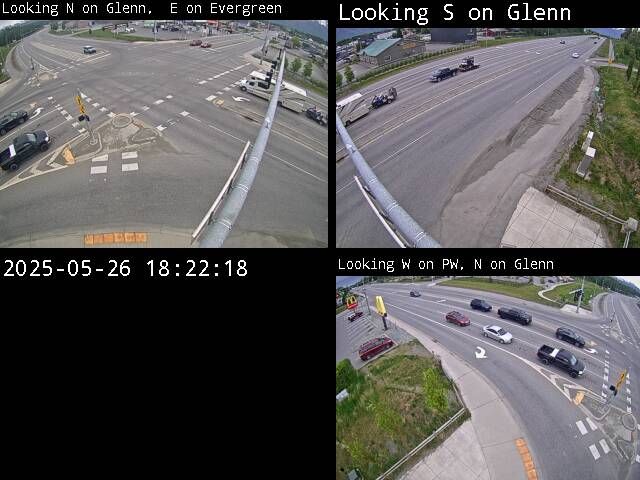 Looking N on Glenn,  E on Evergreen
Looking S on Glenn
2025-05-26 18:22:18
Looking W on PW, N on Glenn